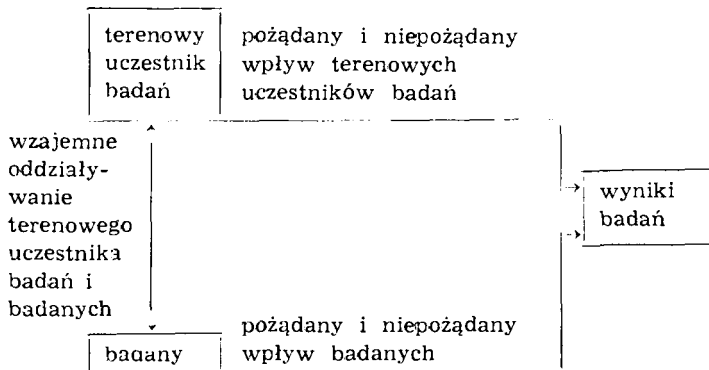 terenowy
uczestnik
badań
pożądany i niepożądany
wpływ terenowych
uczestników badań
wzajemne
oddziały-
wanie
terenowego
uczestnika
badań i
badanych
wyniki
badań
badany
pożądany i niepożądany
wpływ badanych